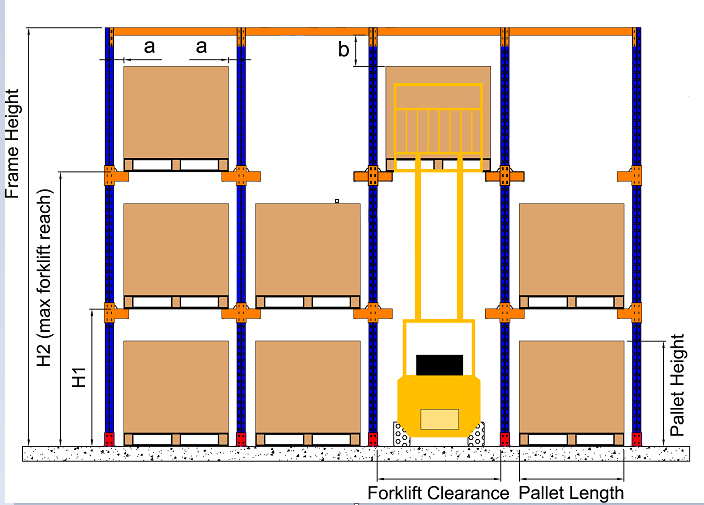 a
a
b
Frame Height
H2 (max forklift reach)
H1
Pallet Height
Forklift Clearance
Pallet Length